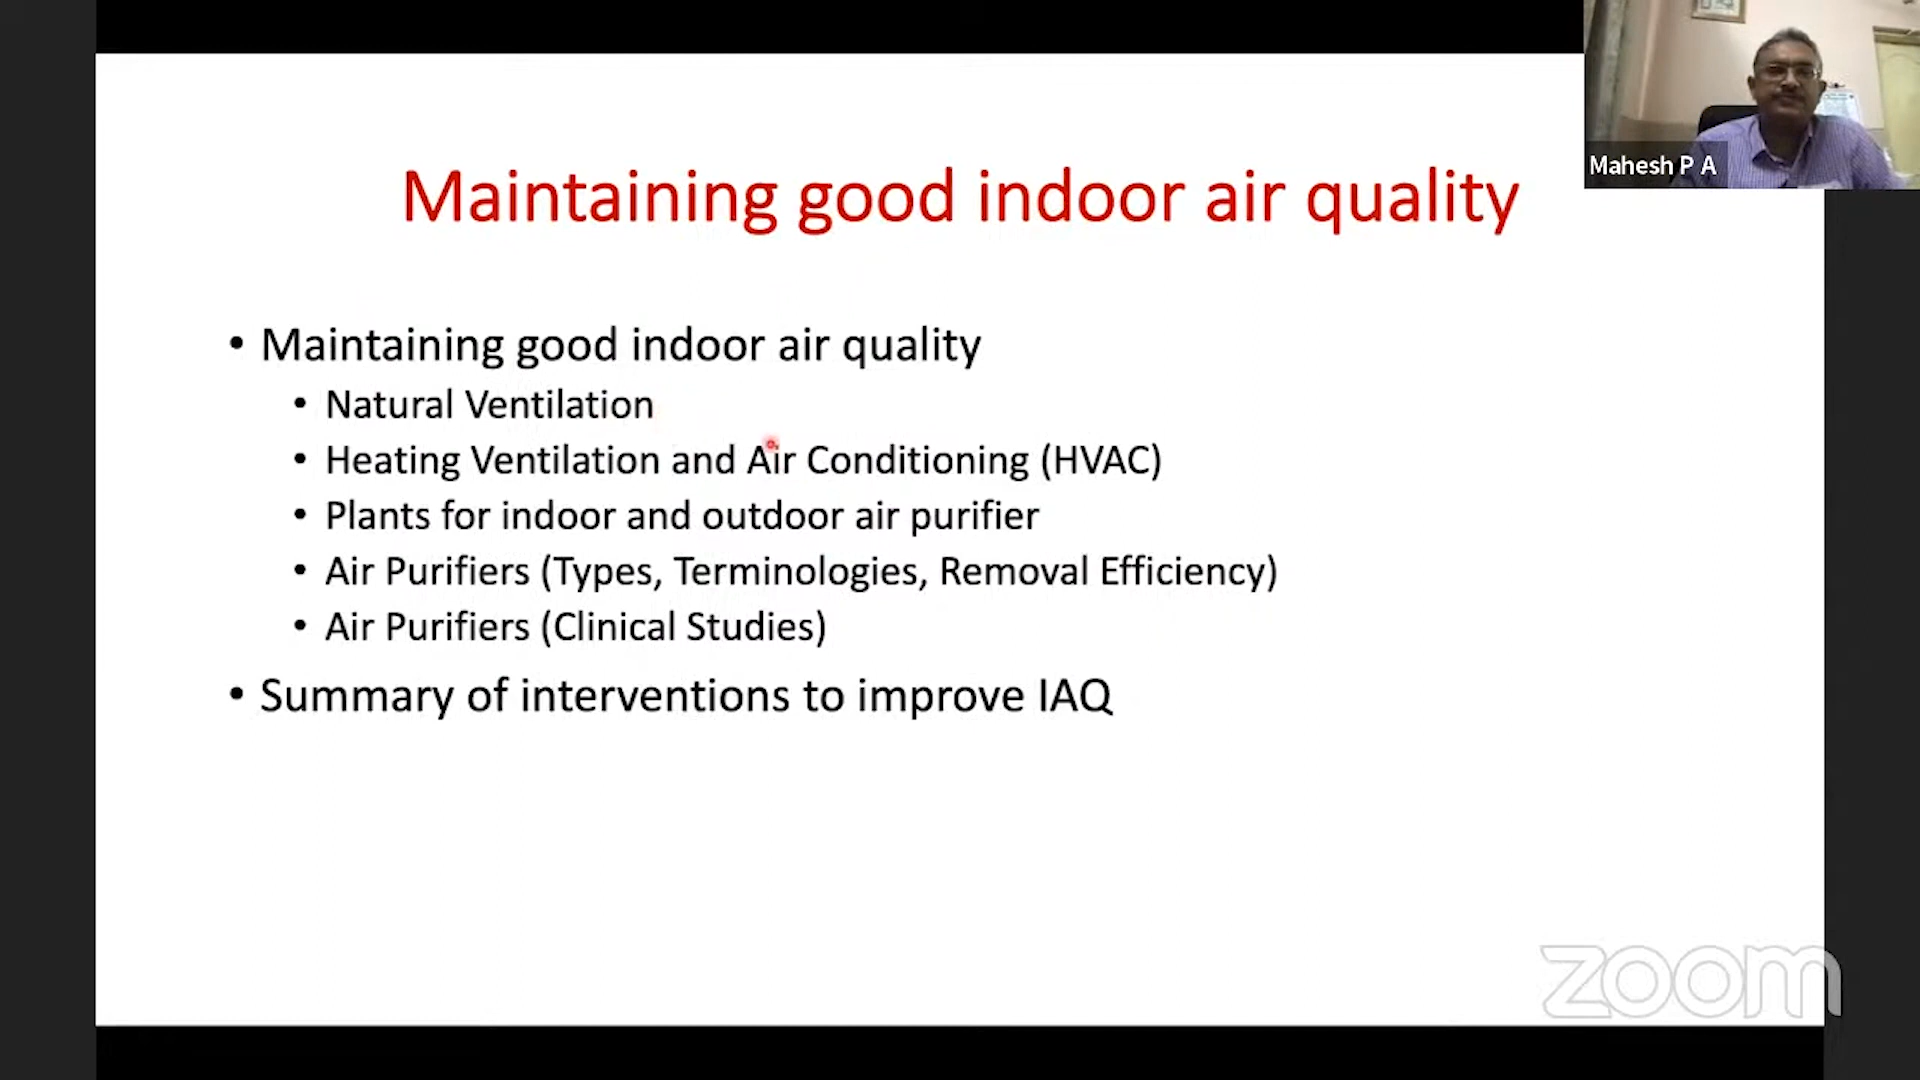 Maintaining good indoor air quality
• Maintaining good indoor air quality
• Natural Ventilation
• Heating Ventilation and Air Conditioning (HVAC)
• Plants for indoor and outdoor air purifier
• Air Purifiers (Types, Terminologies, Removal Efficiency)
• Air Purifiers (Clinical Studies)
• Summary of interventions to improve IAQ
Mahesh P A
zoom